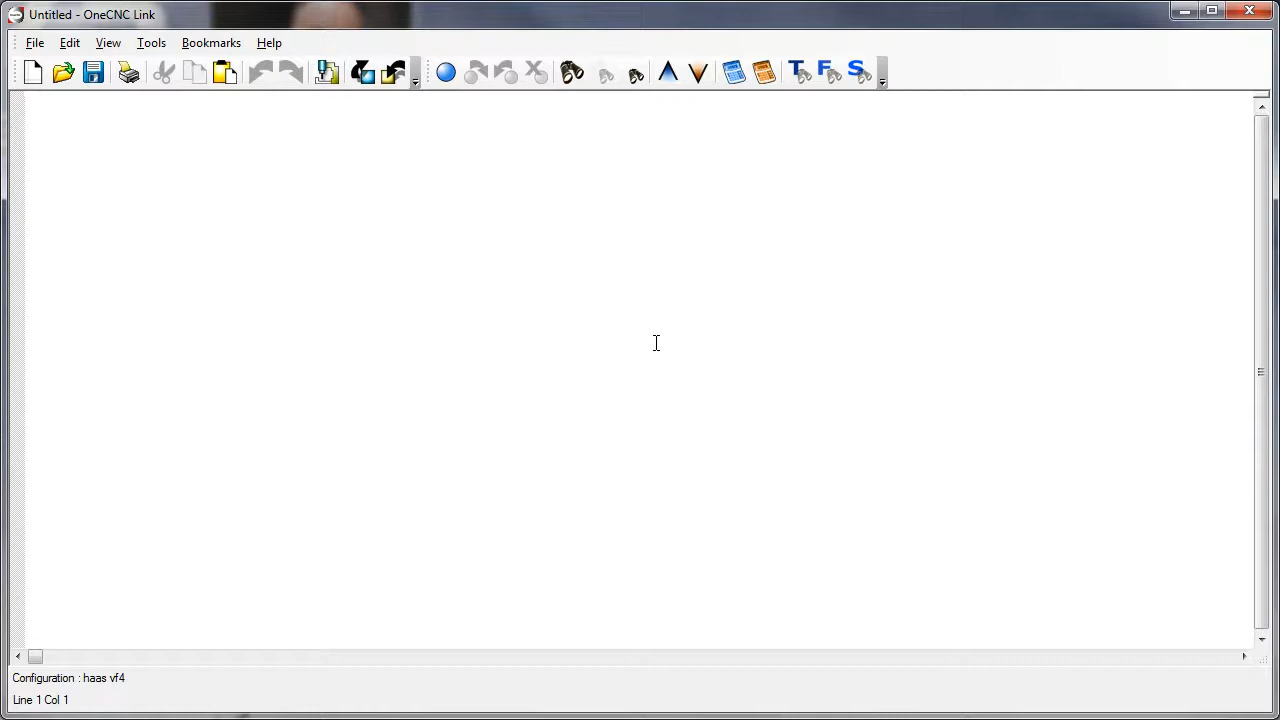 Untitled - OneCNC Link
File Edit View Tools Bookmarks Help
T F S
Configuration : haas vf4
Line 1 Col 1